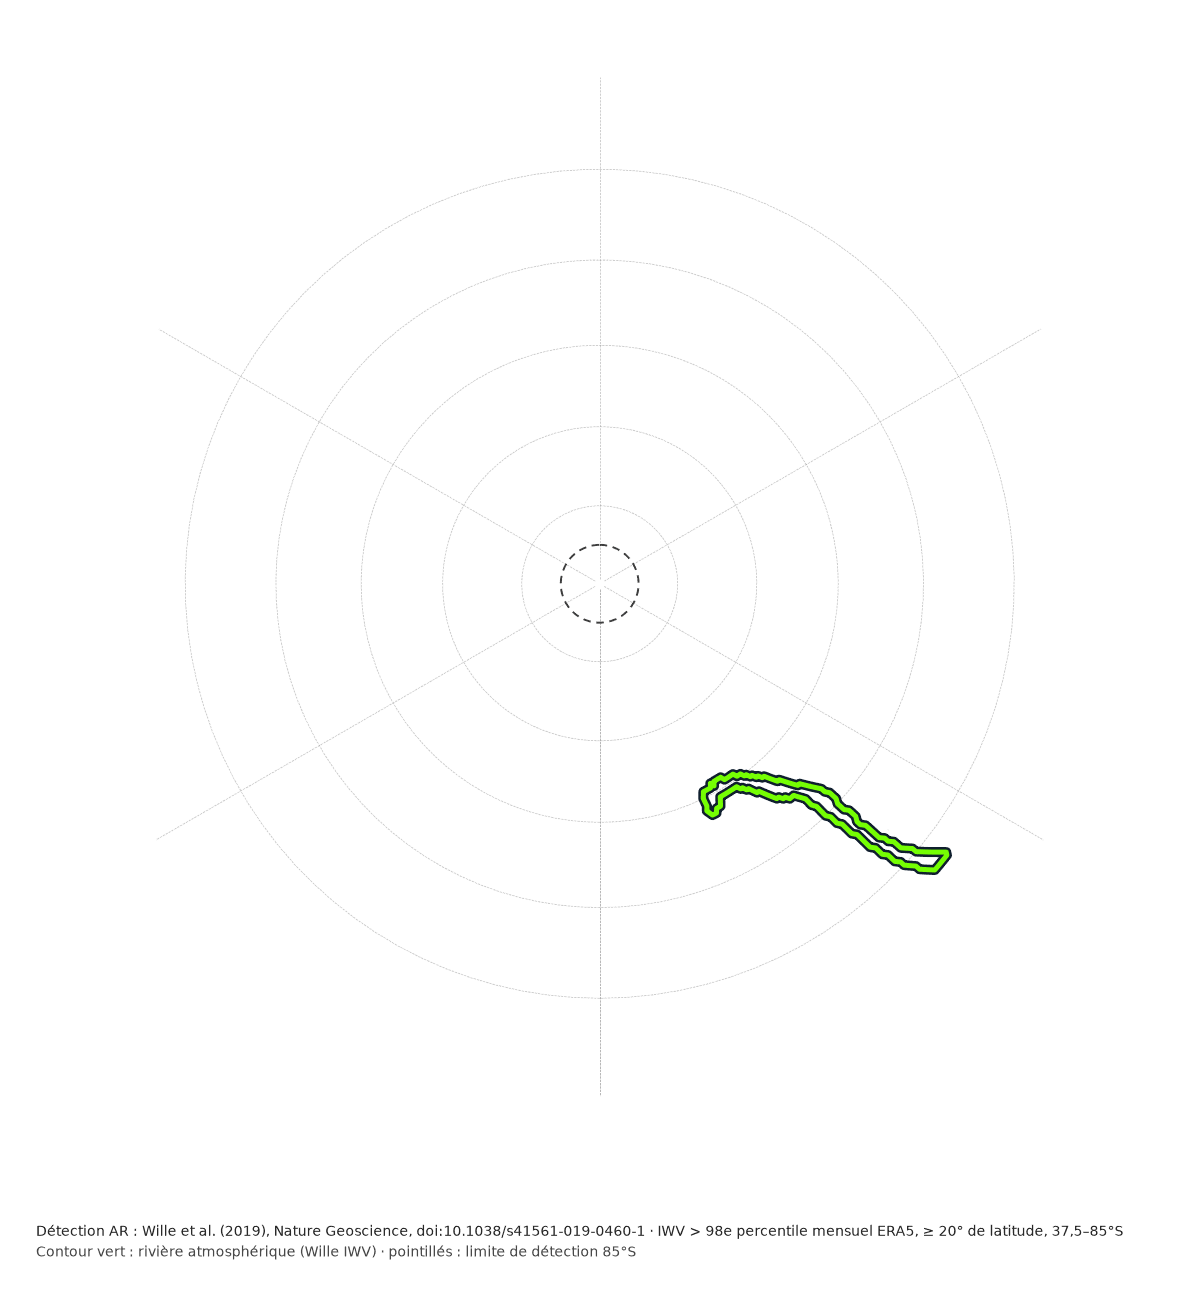 Détection AR : Wille et al. (2019), Nature Geoscience, doi:10.1038/s41561-019-0460-1 · IWV > 98e percentile mensuel ERA5, ≥ 20° de latitude, 37,5–85°S
Contour vert : rivière atmosphérique (Wille IWV) · pointillés : limite de détection 85°S